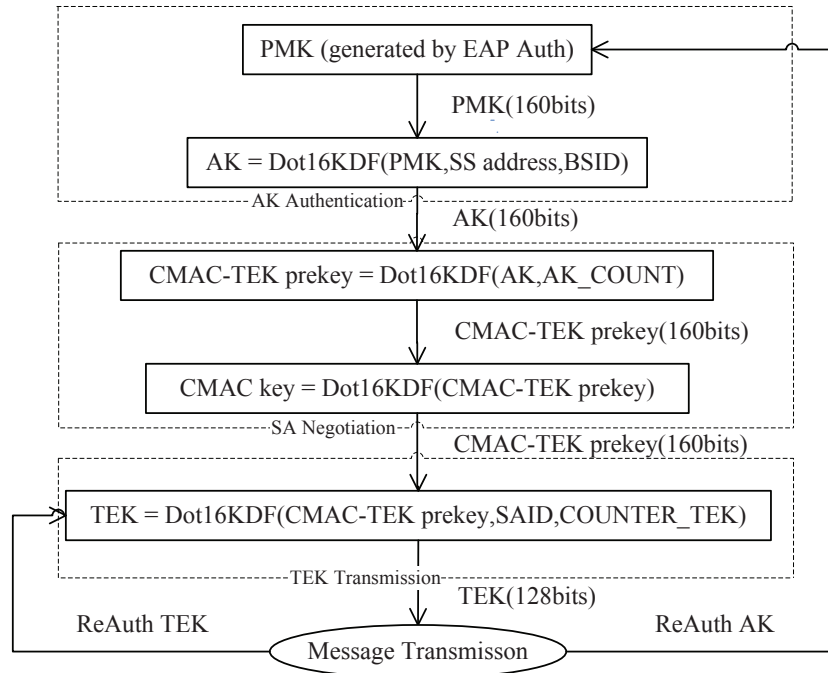 PMK (generated by EAP Auth)
PMK(160bits)
AK = Dot16KDF(PMK,SS address,BSID)
AK Authentication
AK(160bits)
CMAC-TEK prekey = Dot16KDF(AK,AK_COUNT)
CMAC-TEK prekey(160bits)
CMAC key = Dot16KDF(CMAC-TEK prekey)
SA Negotiation
CMAC-TEK prekey(160bits)
TEK = Dot16KDF(CMAC-TEK prekey,SAID,COUNTER_TEK)
TEK Transmission
TEK(128bits)
ReAuth TEK
ReAuth AK
Message Transmisson